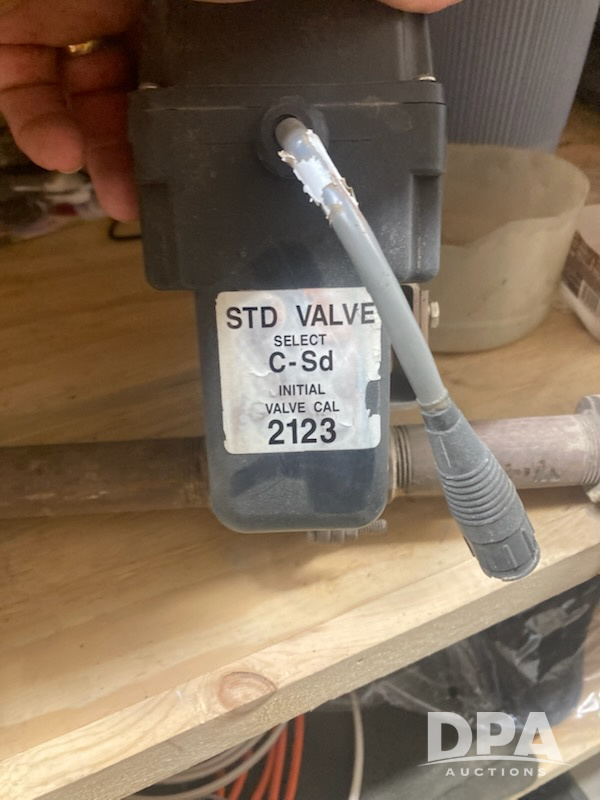 STD VALVE
SELECT
C-Sd
INITIAL
VALVE CAL
2123
DPA
AUCTIONS